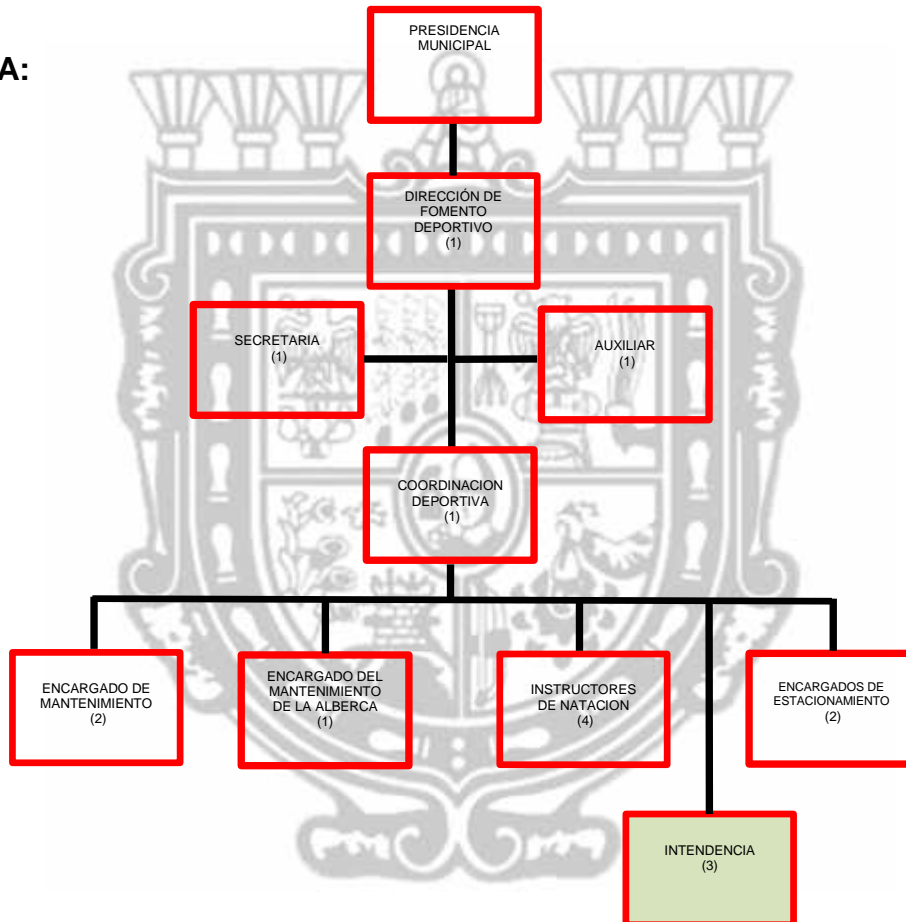 PRESIDENCIA
MUNICIPAL
A:
DIRECCIÓN DE
FOMENTO
DEPORTIVO
(1)
SECRETARIA
(1)
AUXILIAR
(1)
COORDINACION
DEPORTIVA
(1)
ENCARGADO DE
MANTENIMIENTO
(2)
ENCARGADO DEL
MANTENIMIENTO
DE LA ALBERCA
(1)
INSTRUCTORES
DE NATACION
(4)
ENCARGADOS DE
ESTACIONAMIENTO
(2)
INTENDENCIA
(3)